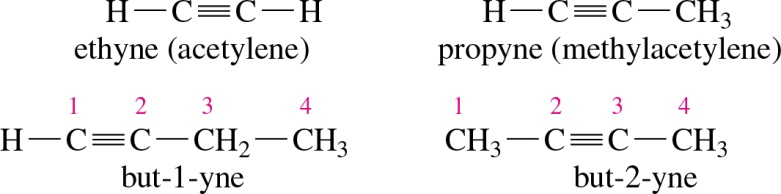 H—C≡C—H
ethyne (acetylene)
H—C≡C—CH₃
propyne (methylacetylene)
1 2 3 4
H—C≡C—CH₂—CH₃
but-1-yne
1 2 3 4
CH₃—C≡C—CH₃
but-2-yne